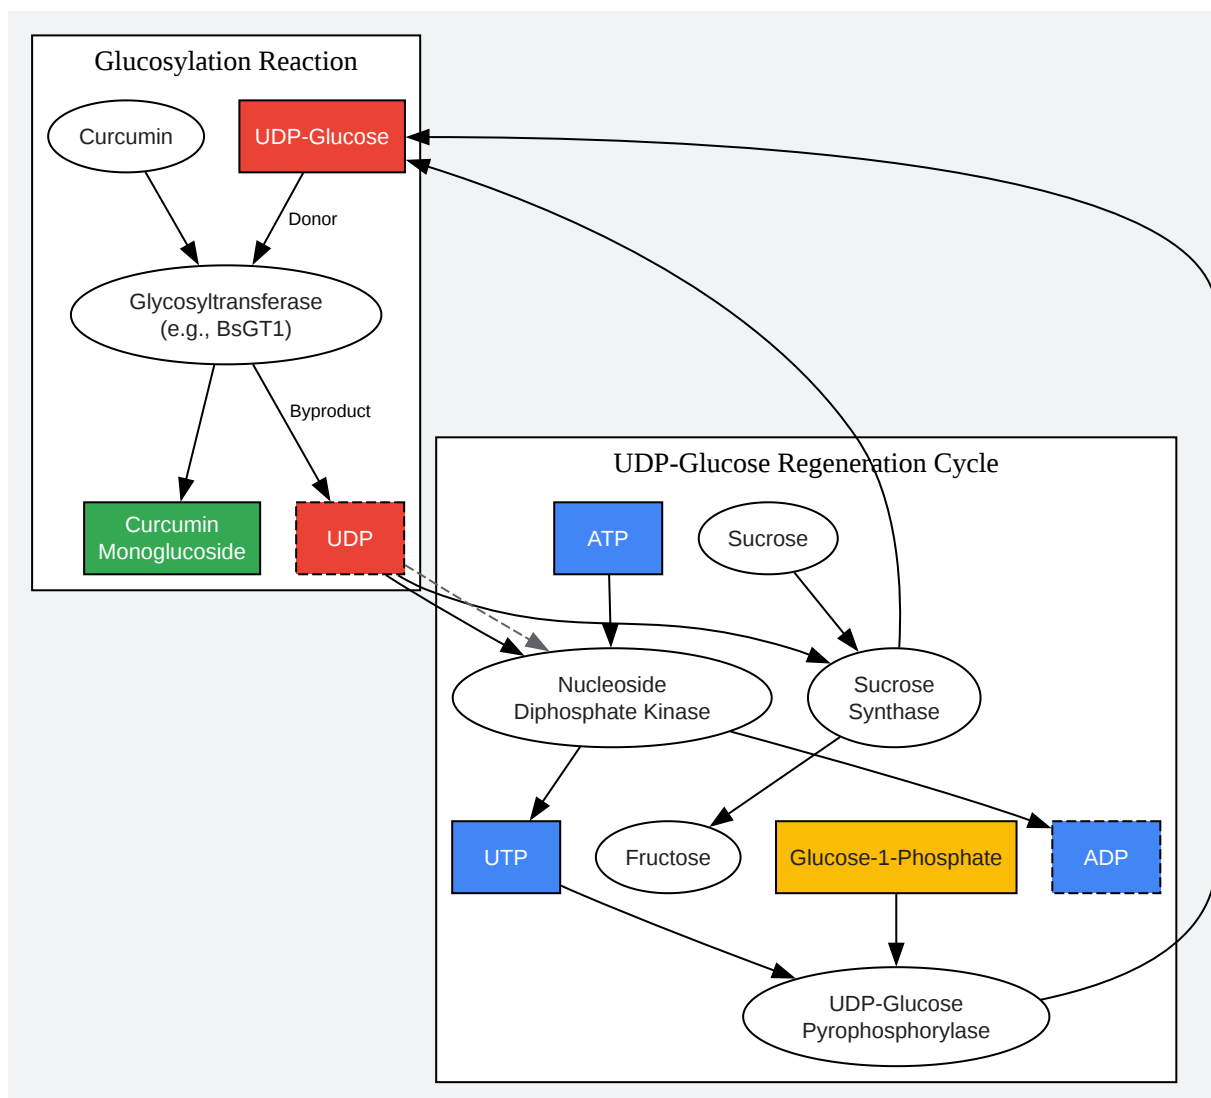 Glucosylation Reaction
Curcumin
UDP-Glucose
Donor
Glycosyltransferase
(e.g., BsGT1)
Byproduct
UDP-Glucose Regeneration Cycle
Curcumin
Monoglucoside
UDP
ATP
Sucrose
Nucleoside
Diphosphate Kinase
Sucrose
Synthase
UTP
Fructose
Glucose-1-Phosphate
ADP
UDP-Glucose
Pyrophosphorylase